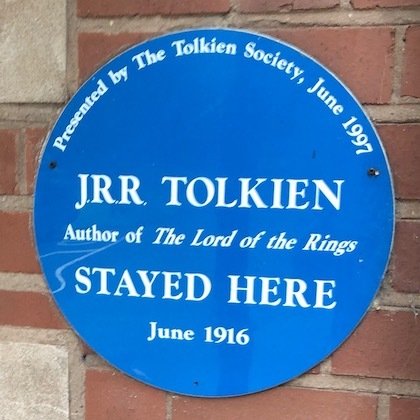 Presented by The Tolkien Society, June 1997
J.R.R. TOLKIEN
Author of The Lord of the Rings
STAYED HERE
June 1916